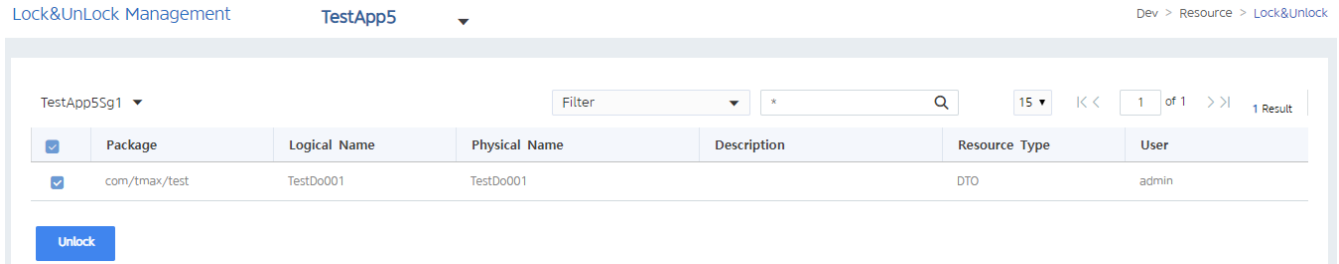 Lock&UnLock Management TestApp5 Dev > Resource > Lock&Unlock
TestApp5Sg1 Filter * 15 1 of 1 1 Result
Package Logical Name Physical Name Description Resource Type User
com/tmax/test TestDo001 TestDo001 DTO admin
Unlock